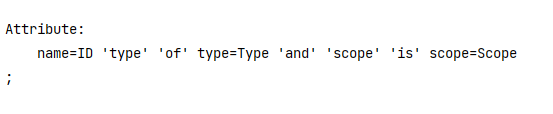 Attribute:
    name=ID 'type' 'of' type=Type 'and' 'scope' 'is' scope=Scope
;